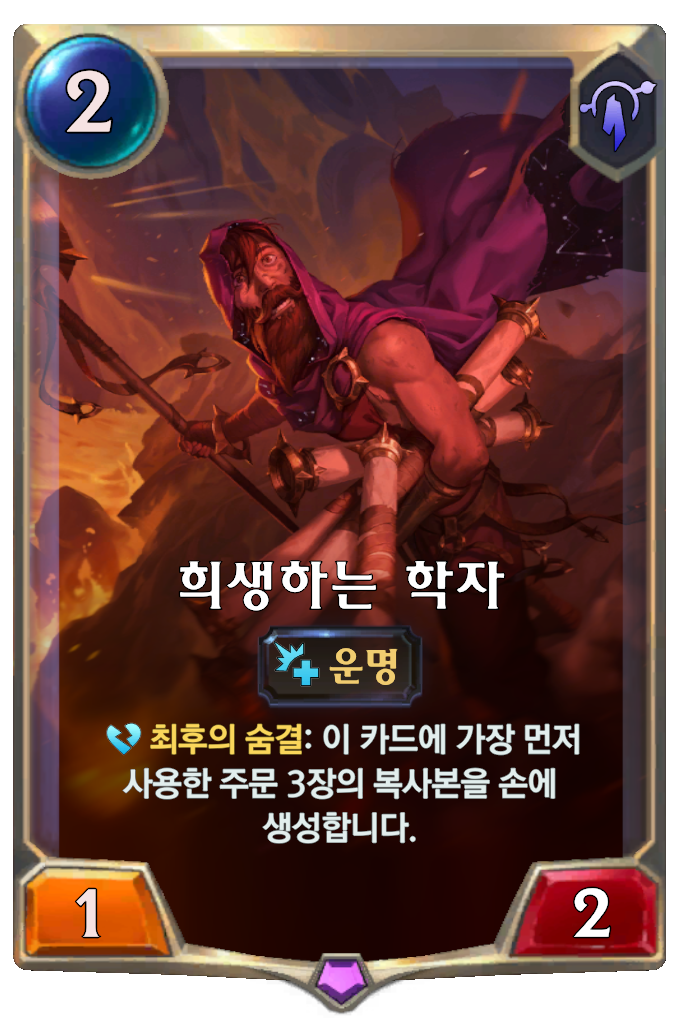 2
희생하는 학자
운명
최후의 숨결: 이 카드에 가장 먼저
사용한 주문 3장의 복사본을 손에
생성합니다.
1
2